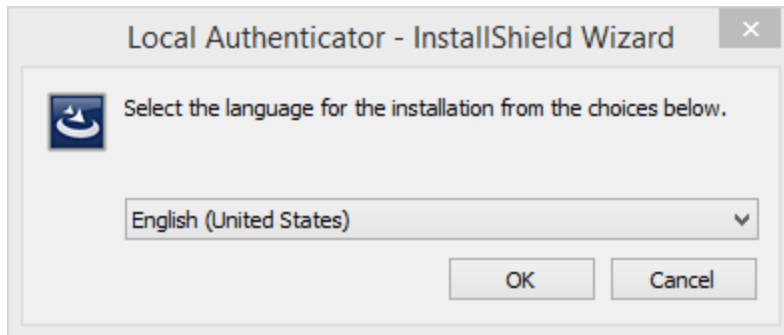 Local Authenticator - InstallShield Wizard
Select the language for the installation from the choices below.
English (United States)
OK Cancel